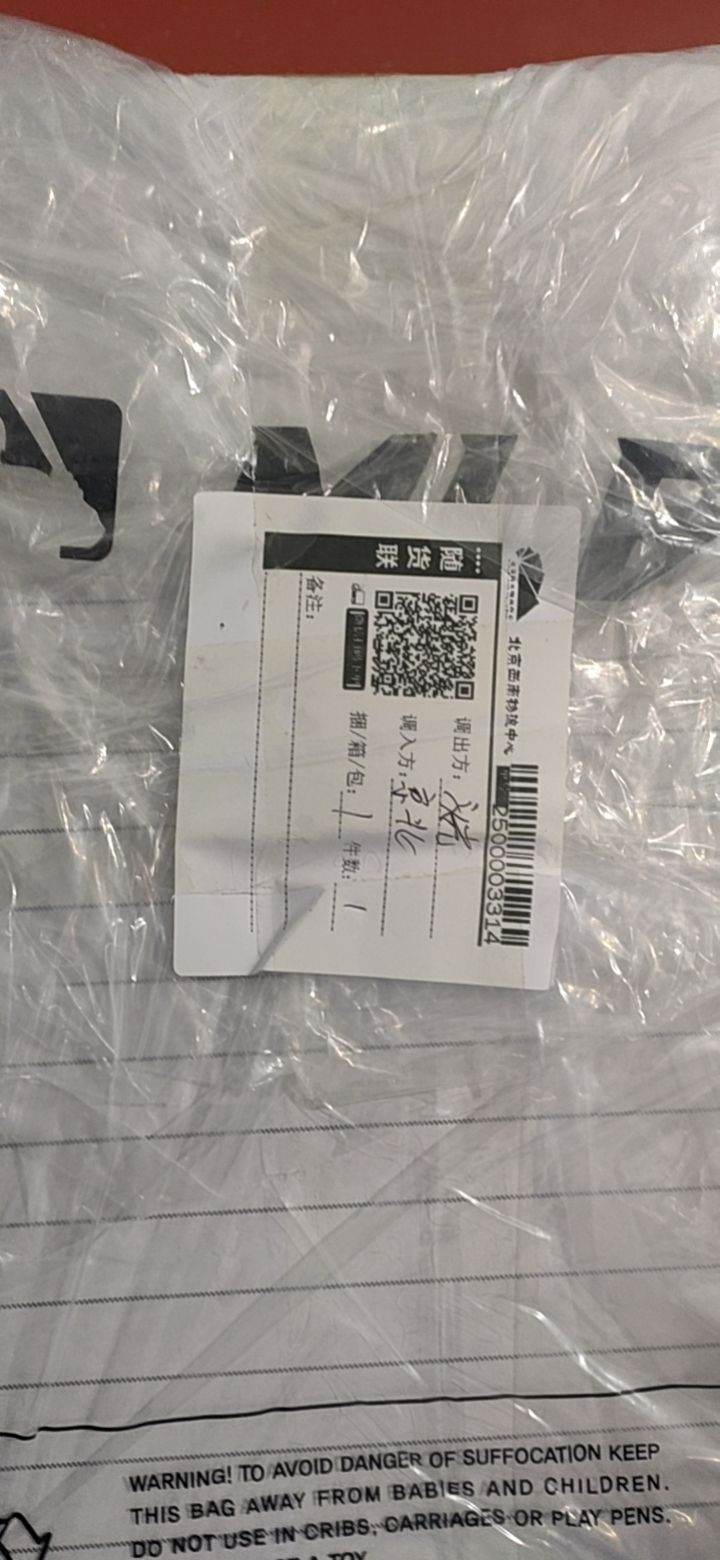 北京西南物流中心
2500003314
随货联
调出方:
调入方: 京北
捆/箱/包: 1 件数: 1
备注:
WARNING! TO AVOID DANGER OF SUFFOCATION KEEP
THIS BAG AWAY FROM BABIES AND CHILDREN.
DO NOT USE IN CRIBS, CARRIAGES OR PLAY PENS.